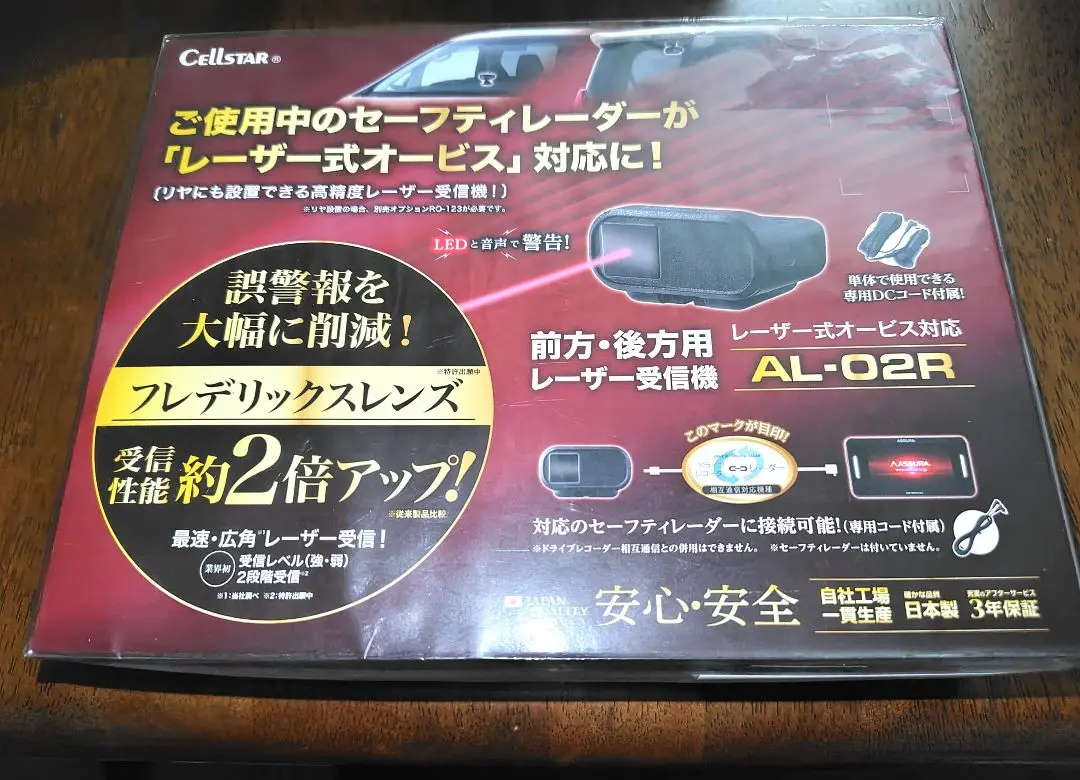 CELLSTAR®
ご使用中のセーフティレーダーが
「レーザー式オービス」対応に!
(リヤにも設置できる高精度レーザー受信機!)
※リヤ設置の場合、別売オプションRO-123が必要です。
LEDと音声で警告!
単体で使用できる
専用DCコード付属!
誤警報を
大幅に削減!
※特許出願中
フレデリックスレンズ
受信性能 約2倍アップ!
※従来製品比較
最速・広角※1レーザー受信!
業界初 受信レベル(強・弱)
2段階受信※2
※1:当社調べ ※2:特許出願中
前方・後方用
レーザー受信機
レーザー式オービス対応
AL-02R
このマークが目印!
レーダー
相互通信対応機種
ASSURA
ASSURA
対応のセーフティレーダーに接続可能!(専用コード付属)
※ドライブレコーダー相互通信との併用はできません。 ※セーフティレーダーは付いていません。
JAPAN QUALITY
安心・安全
自社工場
一貫生産
確かな品質
日本製
充実のアフターサービス
3年保証